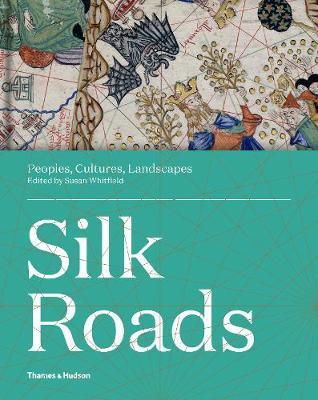 Peoples, Cultures, Landscapes
Edited by Susan Whitfield
Silk
Roads
Thames & Hudson